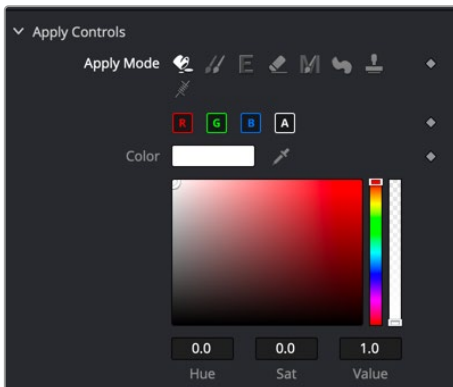 Apply Controls
Apply Mode E M
R G B A
Color
0.0 0.0 1.0
Hue Sat Value